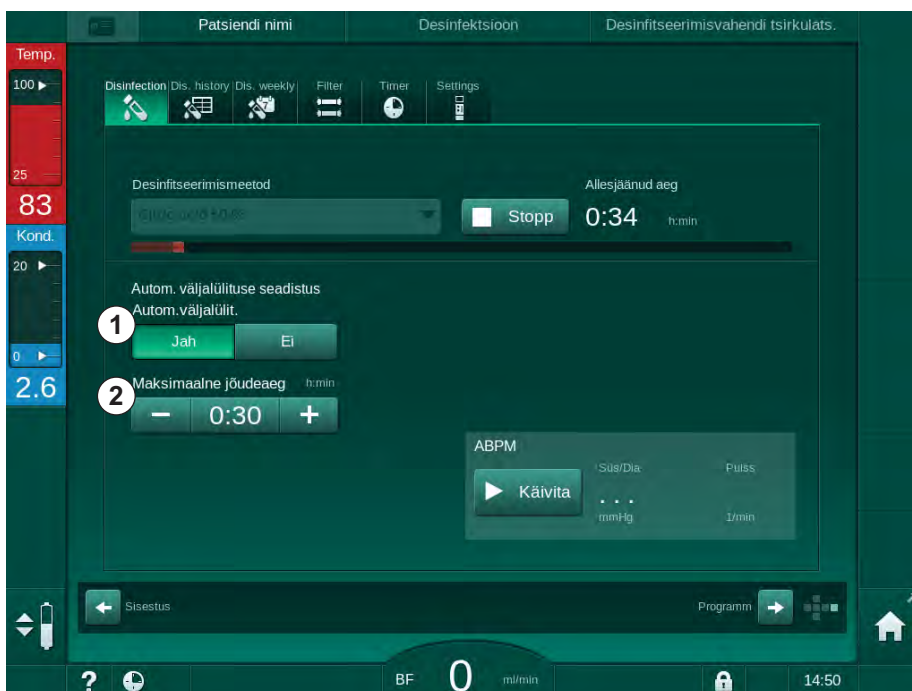 Patsiendi nimi Desinfektsioon Desinfitseerimisvahendi tsirkulats.
Temp.
100
25
83
Kond.
20
0
2.6
Disinfection Dis. history Dis. weekly Filter Timer Settings
7
Desinfitseerimismeetod
Allesjäänud aeg
Stopp
0:34 h:min
Autom. väljalülituse seadistus
Autom.väljalülit.
1
Jah Ei
2
Maksimaalne jõudeaeg h:min
− 0:30 +
ABPM
Süs/Dia Pulss
Käivita
. . .
mmHg 1/min
Sisestus
Programm
? BF 0 ml/min 14:50